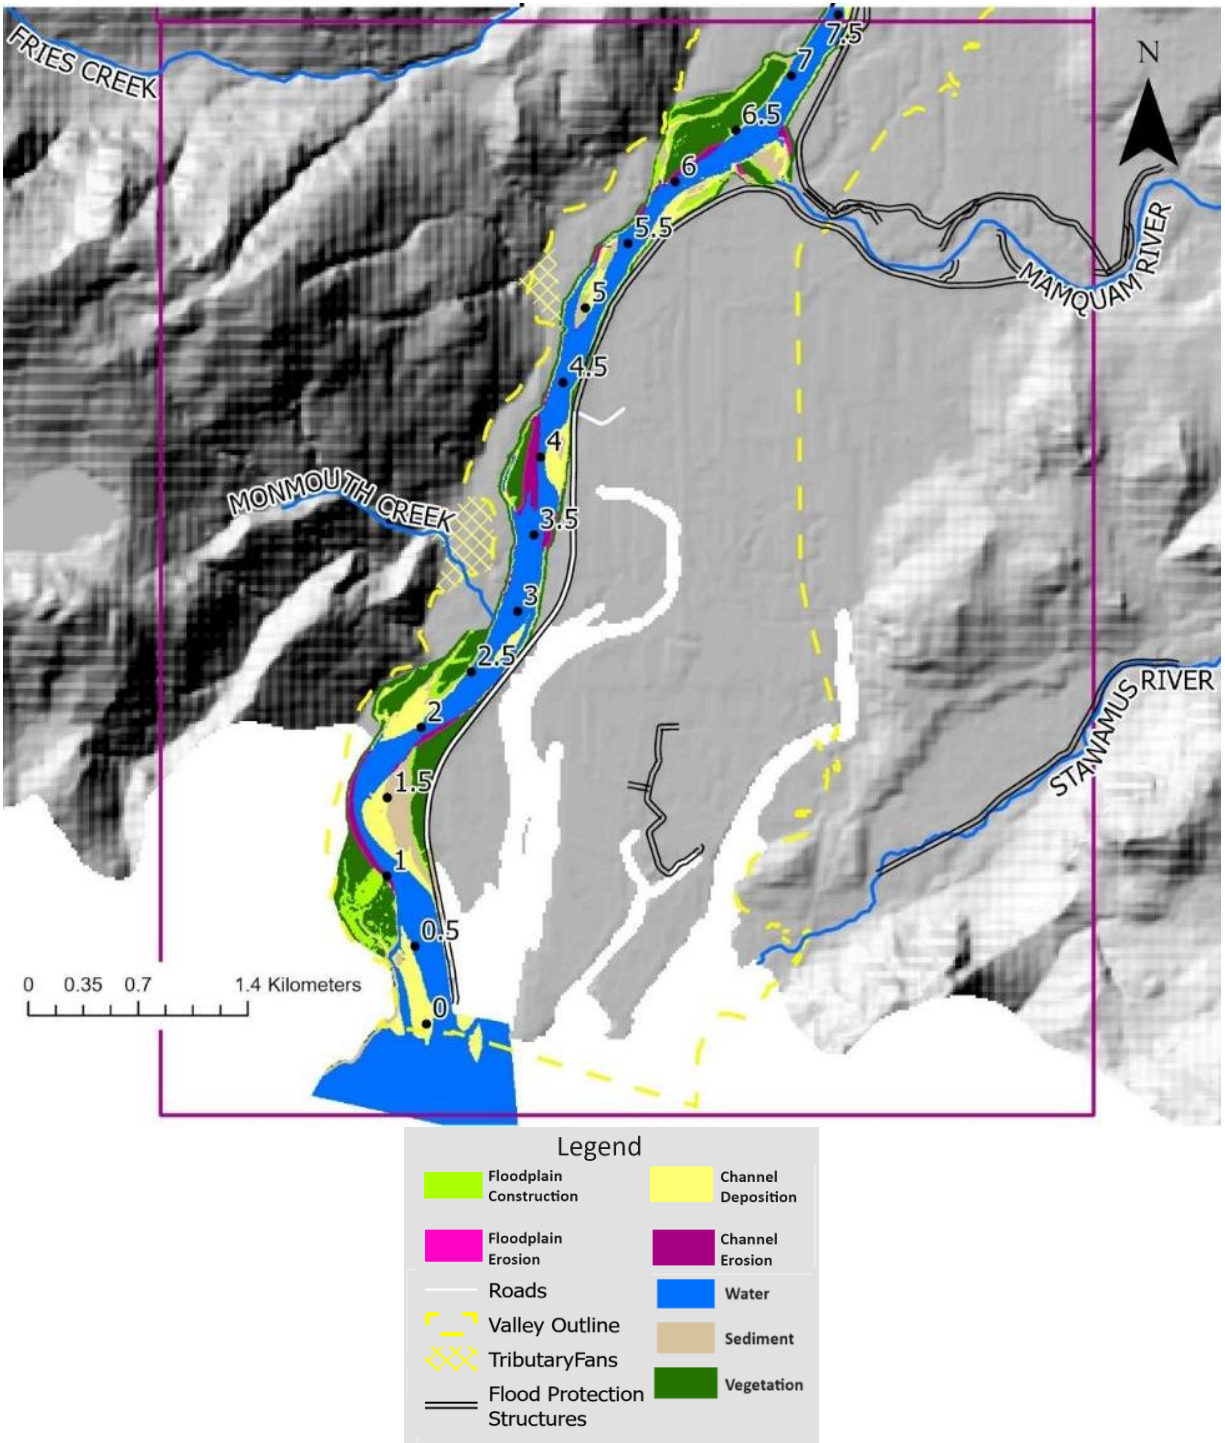 7.5
FRIES CREEK
N
7
6.5
6
MAMQUAM RIVER
5.5
5
4.5
4
MONMOUTH CREEK
3.5
3
2.5
STAWAMUS RIVER
2
1.5
1
0.5
0 0.35 0.7 1.4 Kilometers
0
Legend
Floodplain
Construction
Channel
Deposition
Floodplain
Erosion
Channel
Erosion
Roads
Water
Valley Outline
Sediment
TributaryFans
Vegetation
Flood Protection
Structures